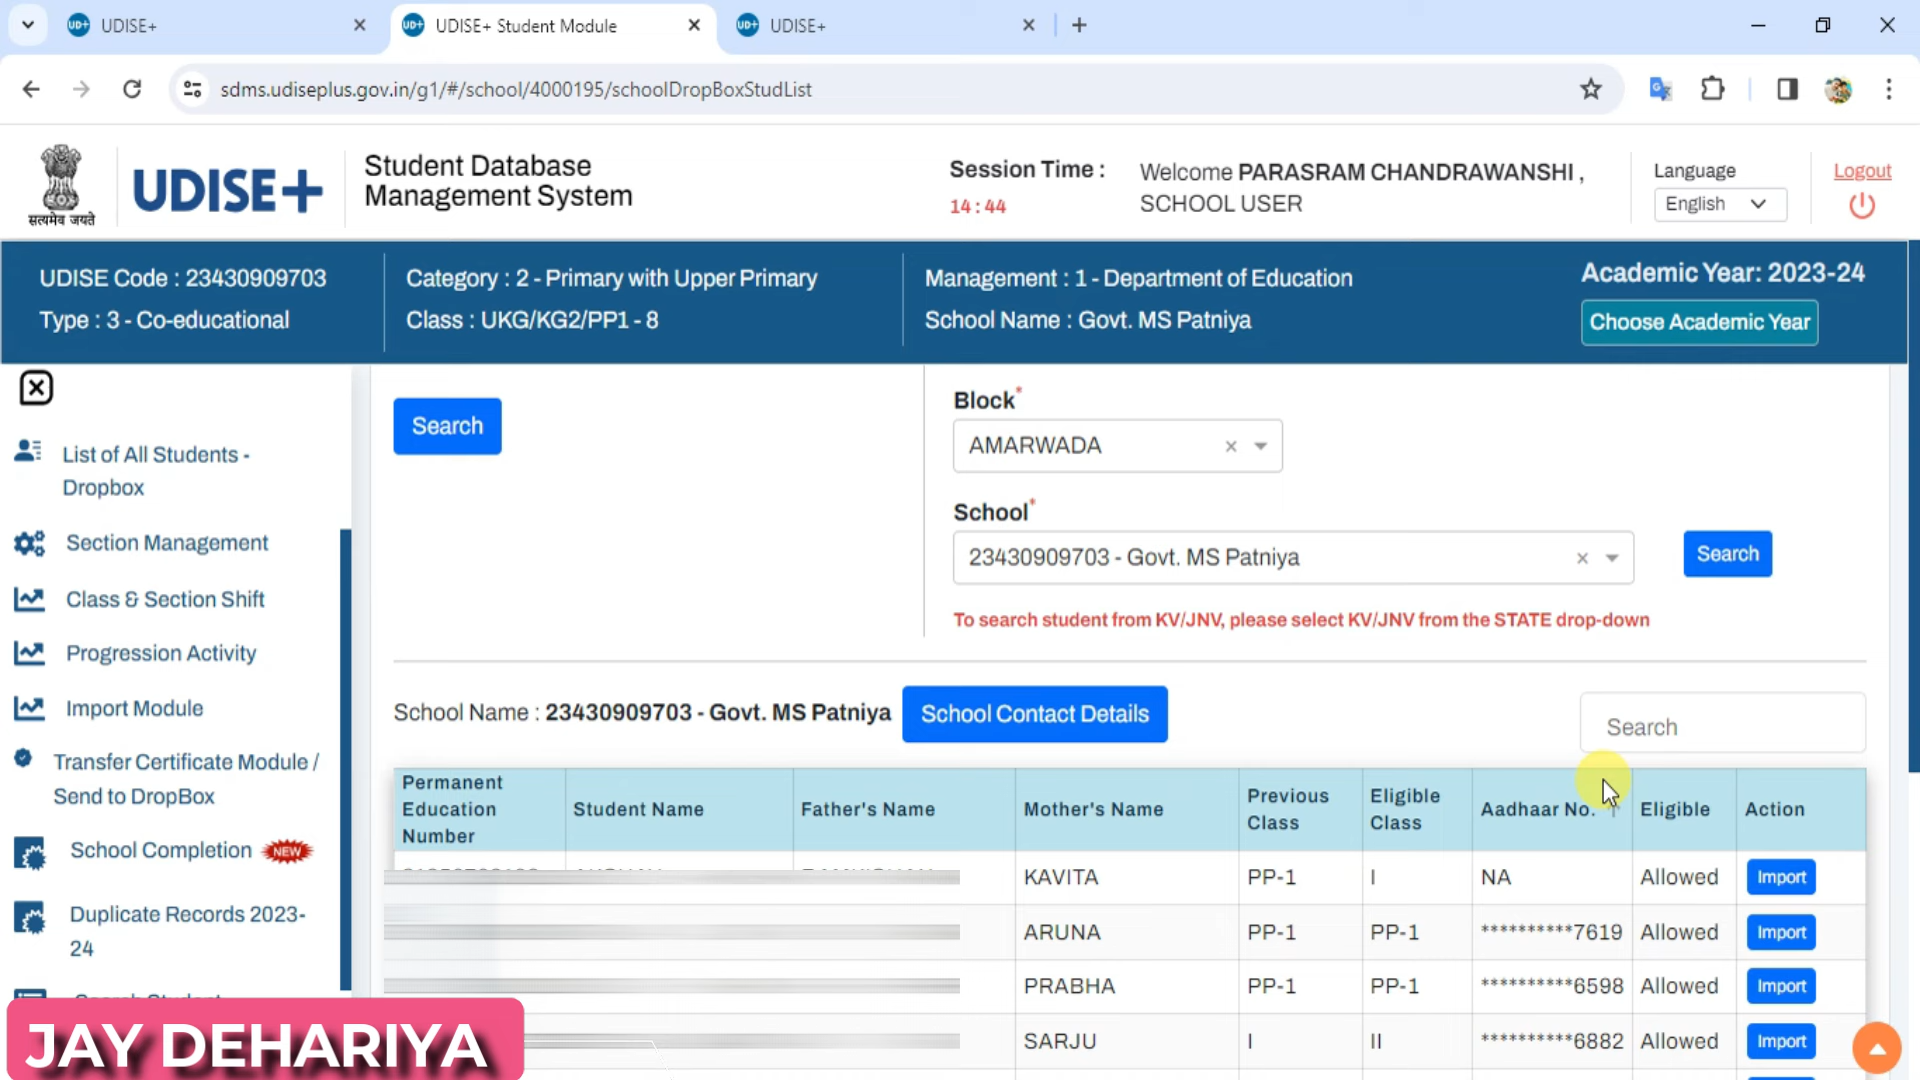 UDISE+
UDISE+ Student Module
UDISE+
sdms.udiseplus.gov.in/g1/#/school/4000195/schoolDropBoxStudList
सत्यमेव जयते
UDISE+
Student Database
Management System
Session Time :
14 : 44
Welcome PARASRAM CHANDRAWANSHI ,
SCHOOL USER
Language
English
Logout
UDISE Code : 23430909703
Type : 3 - Co-educational
Category : 2 - Primary with Upper Primary
Class : UKG/KG2/PP1 - 8
Management : 1 - Department of Education
School Name : Govt. MS Patniya
Academic Year: 2023-24
Choose Academic Year
List of All Students -
Dropbox
Section Management
Class & Section Shift
Progression Activity
Import Module
Transfer Certificate Module /
Send to DropBox
School Completion NEW
Duplicate Records 2023-
24
Search
Block*
AMARWADA
School*
23430909703 - Govt. MS Patniya
Search
To search student from KV/JNV, please select KV/JNV from the STATE drop-down
School Name : 23430909703 - Govt. MS Patniya
School Contact Details
Search
Permanent Education Number Student Name Father's Name Mother's Name Previous Class Eligible Class Aadhaar No. Eligible Action
KAVITA PP-1 I NA Allowed Import
ARUNA PP-1 PP-1 **********7619 Allowed Import
PRABHA PP-1 PP-1 **********6598 Allowed Import
SARJU I II **********6882 Allowed Import
JAY DEHARIYA